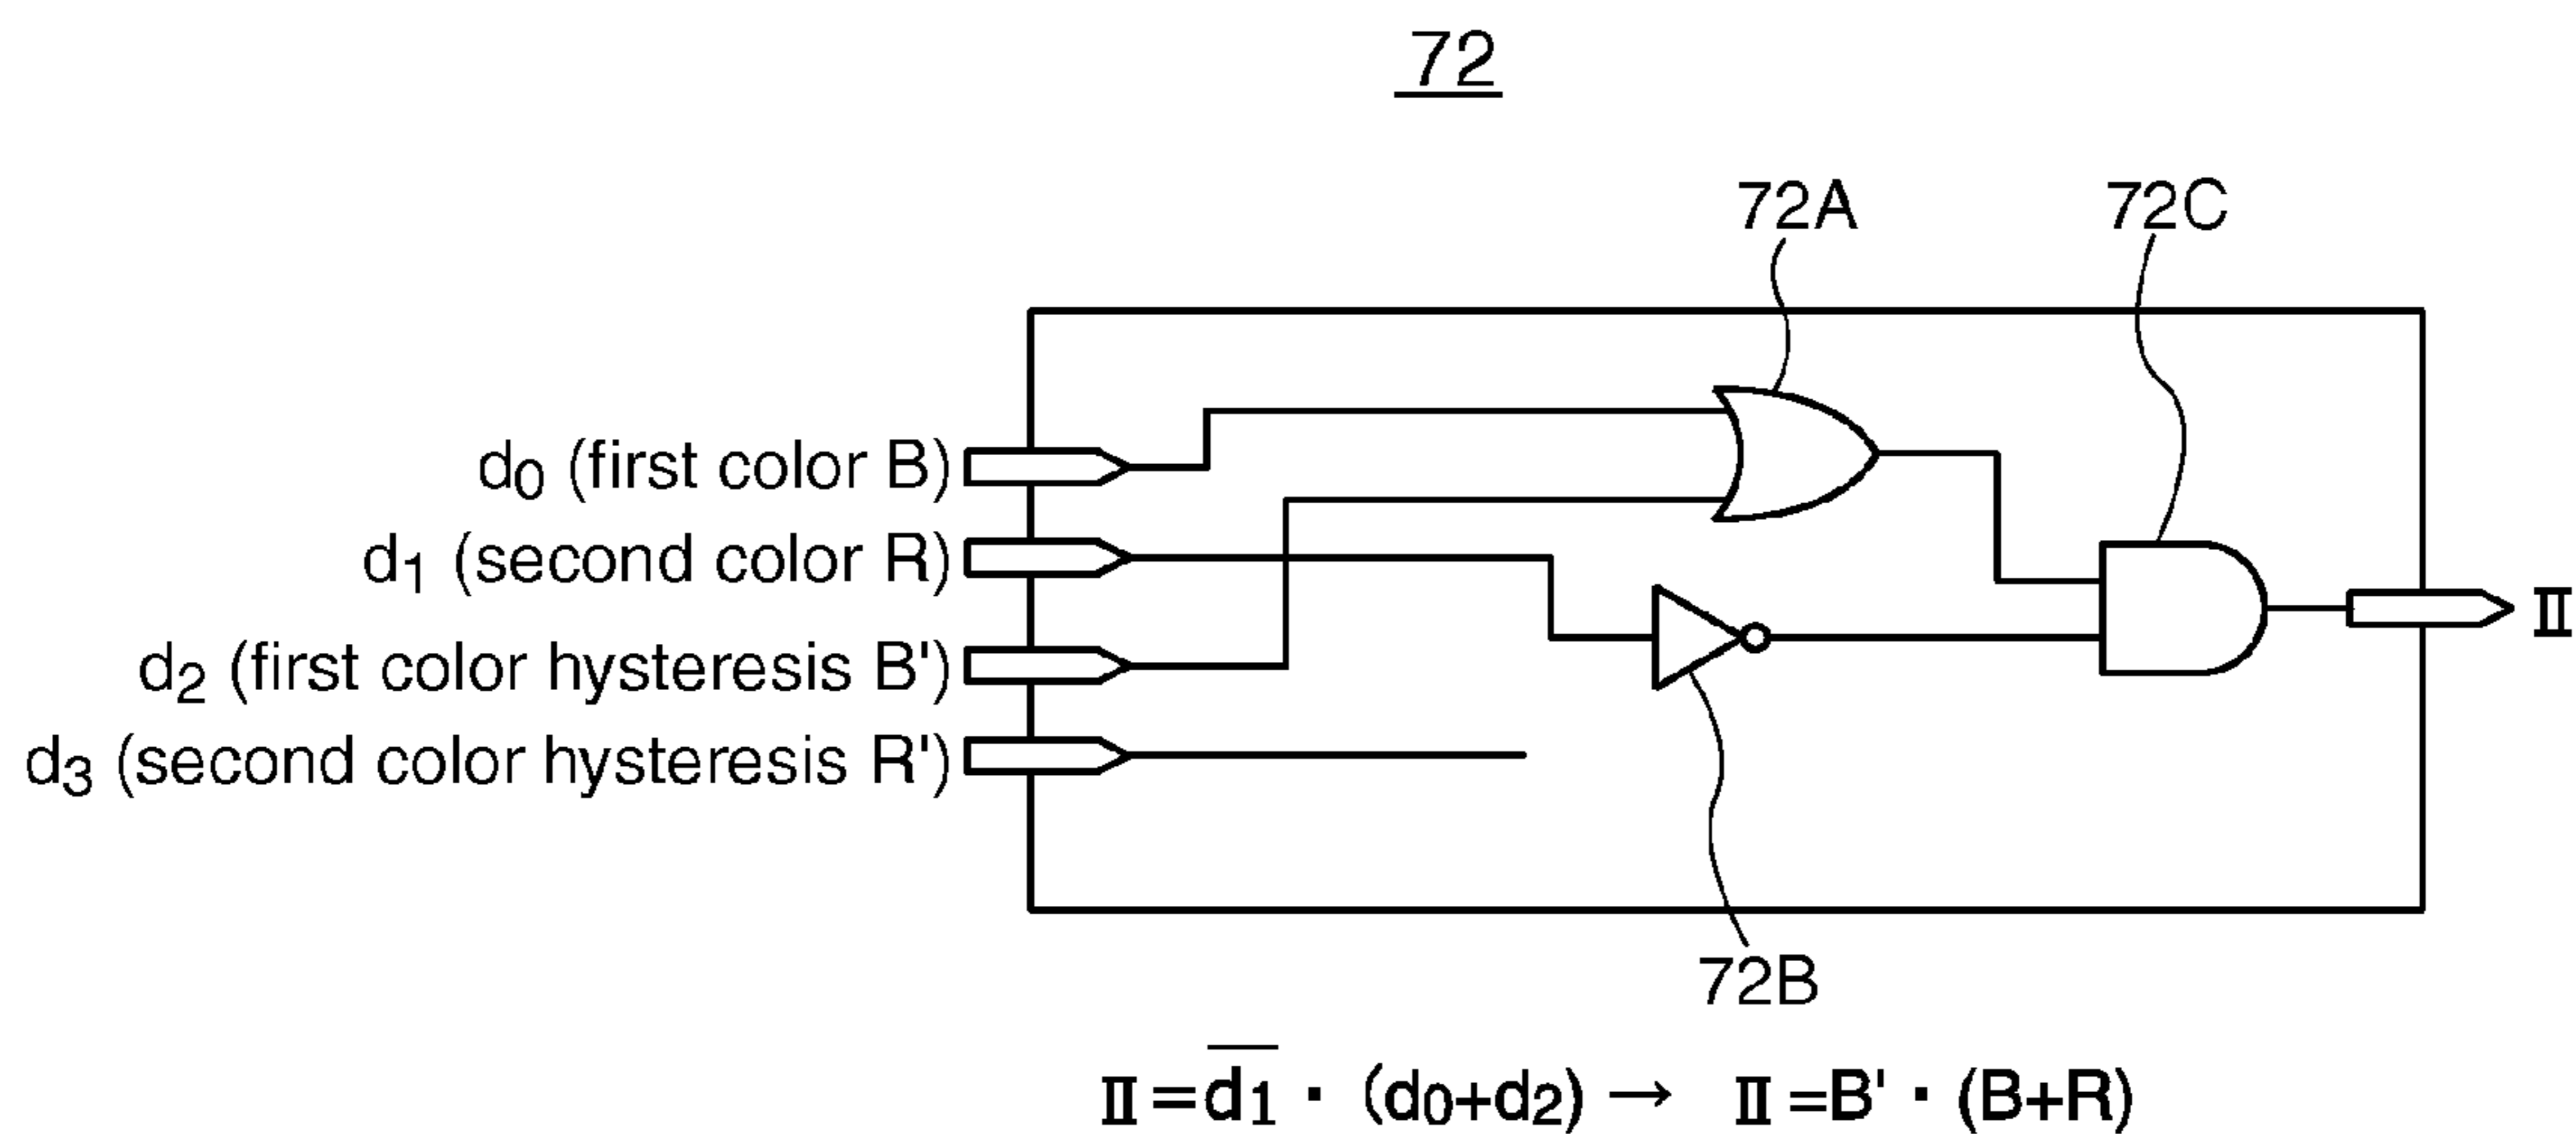 72
72A 72C
d0 (first color B)
d1 (second color R)
Ⅱ
d2 (first color hysteresis B')
d3 (second color hysteresis R')
72B
Ⅱ=d̅1̅・(d0+d2)→ Ⅱ=B'・(B+R)